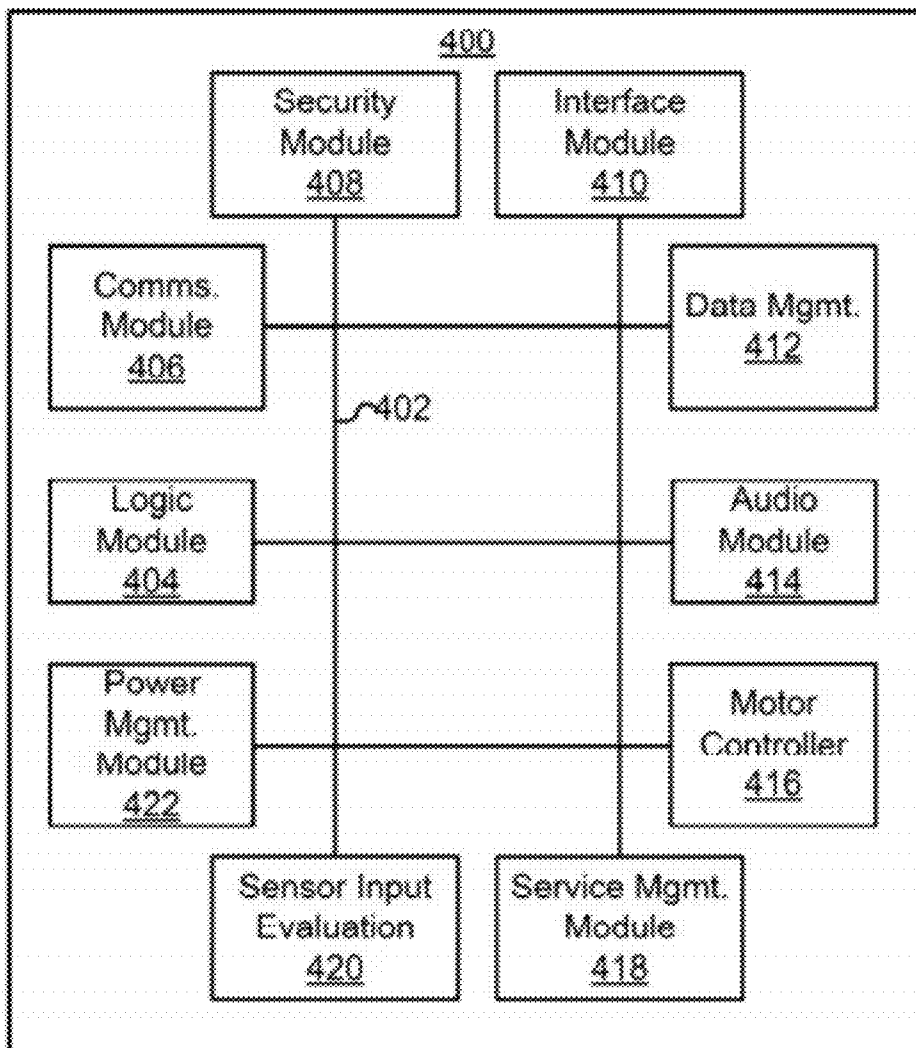 400
Security
Module
408
Interface
Module
410
Comms.
Module
406
Data Mgmt.
412
402
Logic
Module
404
Audio
Module
414
Power
Mgmt.
Module
422
Motor
Controller
416
Sensor Input
Evaluation
420
Service Mgmt.
Module
418